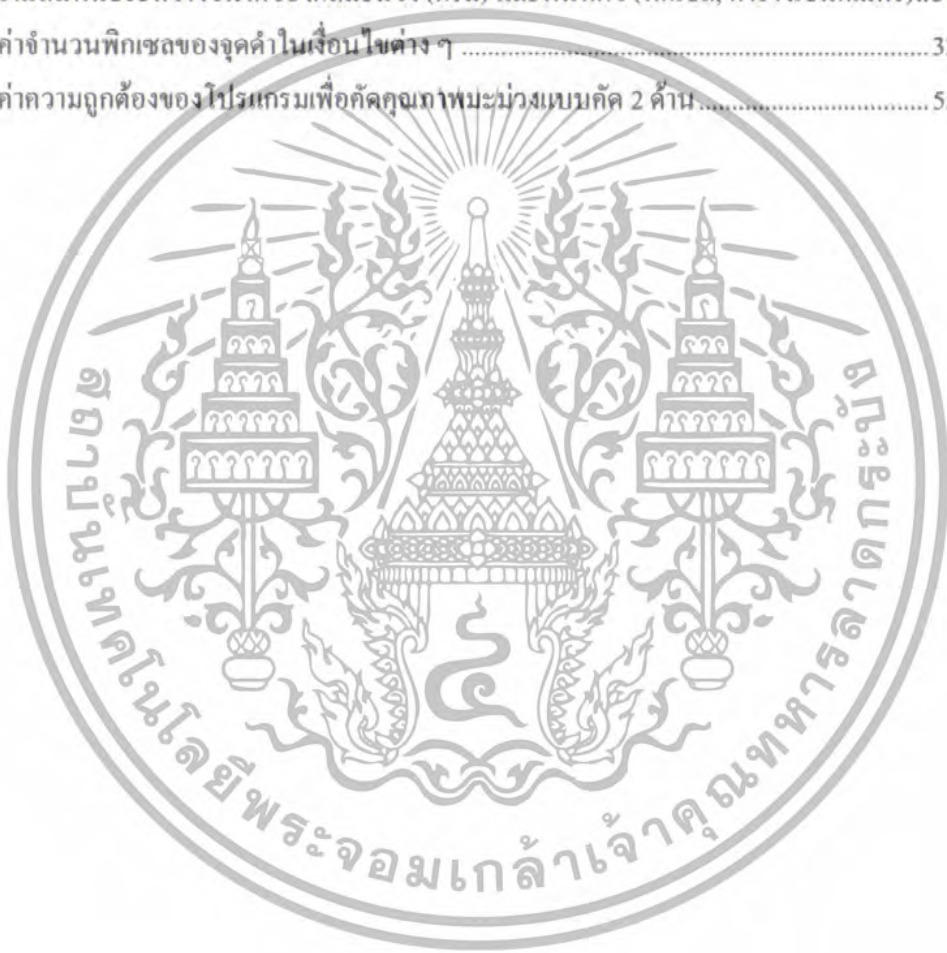 ค่าจำนวนพิกเซลของจุดดำในเงื่อนไขต่าง ๆ ........ 3
ค่าความถูกต้องของโปรแกรมเพื่อคัดคุณภาพมะม่วงแบบคัด 2 ด้าน ........ 5
สถาบันเทคโนโลยีพระจอมเกล้าเจ้าคุณทหารลาดกระบัง
๔